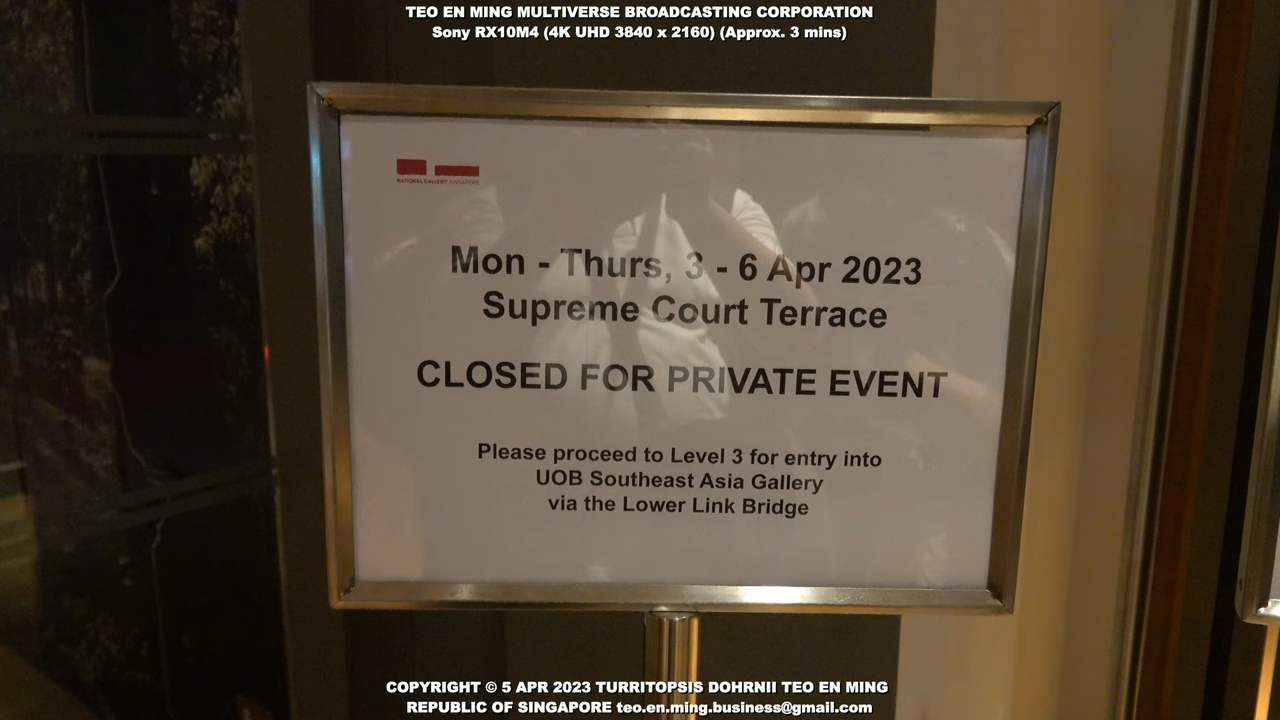 TEO EN MING MULTIVERSE BROADCASTING CORPORATION
Sony RX10M4 (4K UHD 3840 x 2160) (Approx. 3 mins)
NATIONAL GALLERY SINGAPORE
Mon - Thurs, 3 - 6 Apr 2023
Supreme Court Terrace
CLOSED FOR PRIVATE EVENT
Please proceed to Level 3 for entry into
UOB Southeast Asia Gallery
via the Lower Link Bridge
COPYRIGHT © 5 APR 2023 TURRITOPSIS DOHRNII TEO EN MING
REPUBLIC OF SINGAPORE teo.en.ming.business@gmail.com